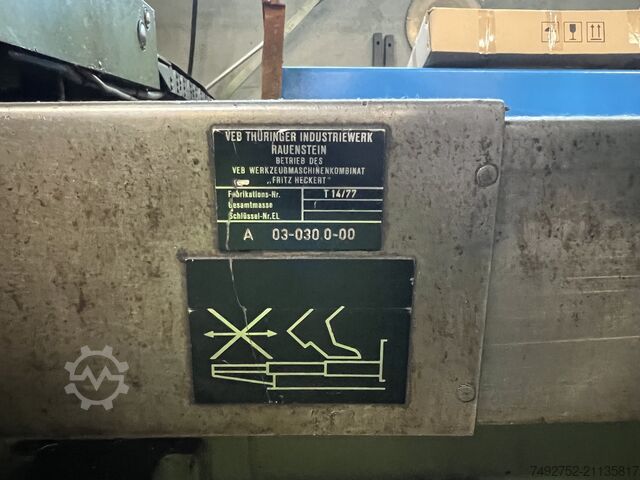 VEB THÜRINGER INDUSTRIEWERK
RAUENSTEIN
BETRIEB DES
VEB WERKZEUGMASCHINENKOMBINAT
„FRITZ HECKERT"
Fabrikations-Nr. T 14/77
Gesamtmasse
Schlüssel-Nr.EL
A 03-030 0-00
7492752-21135817